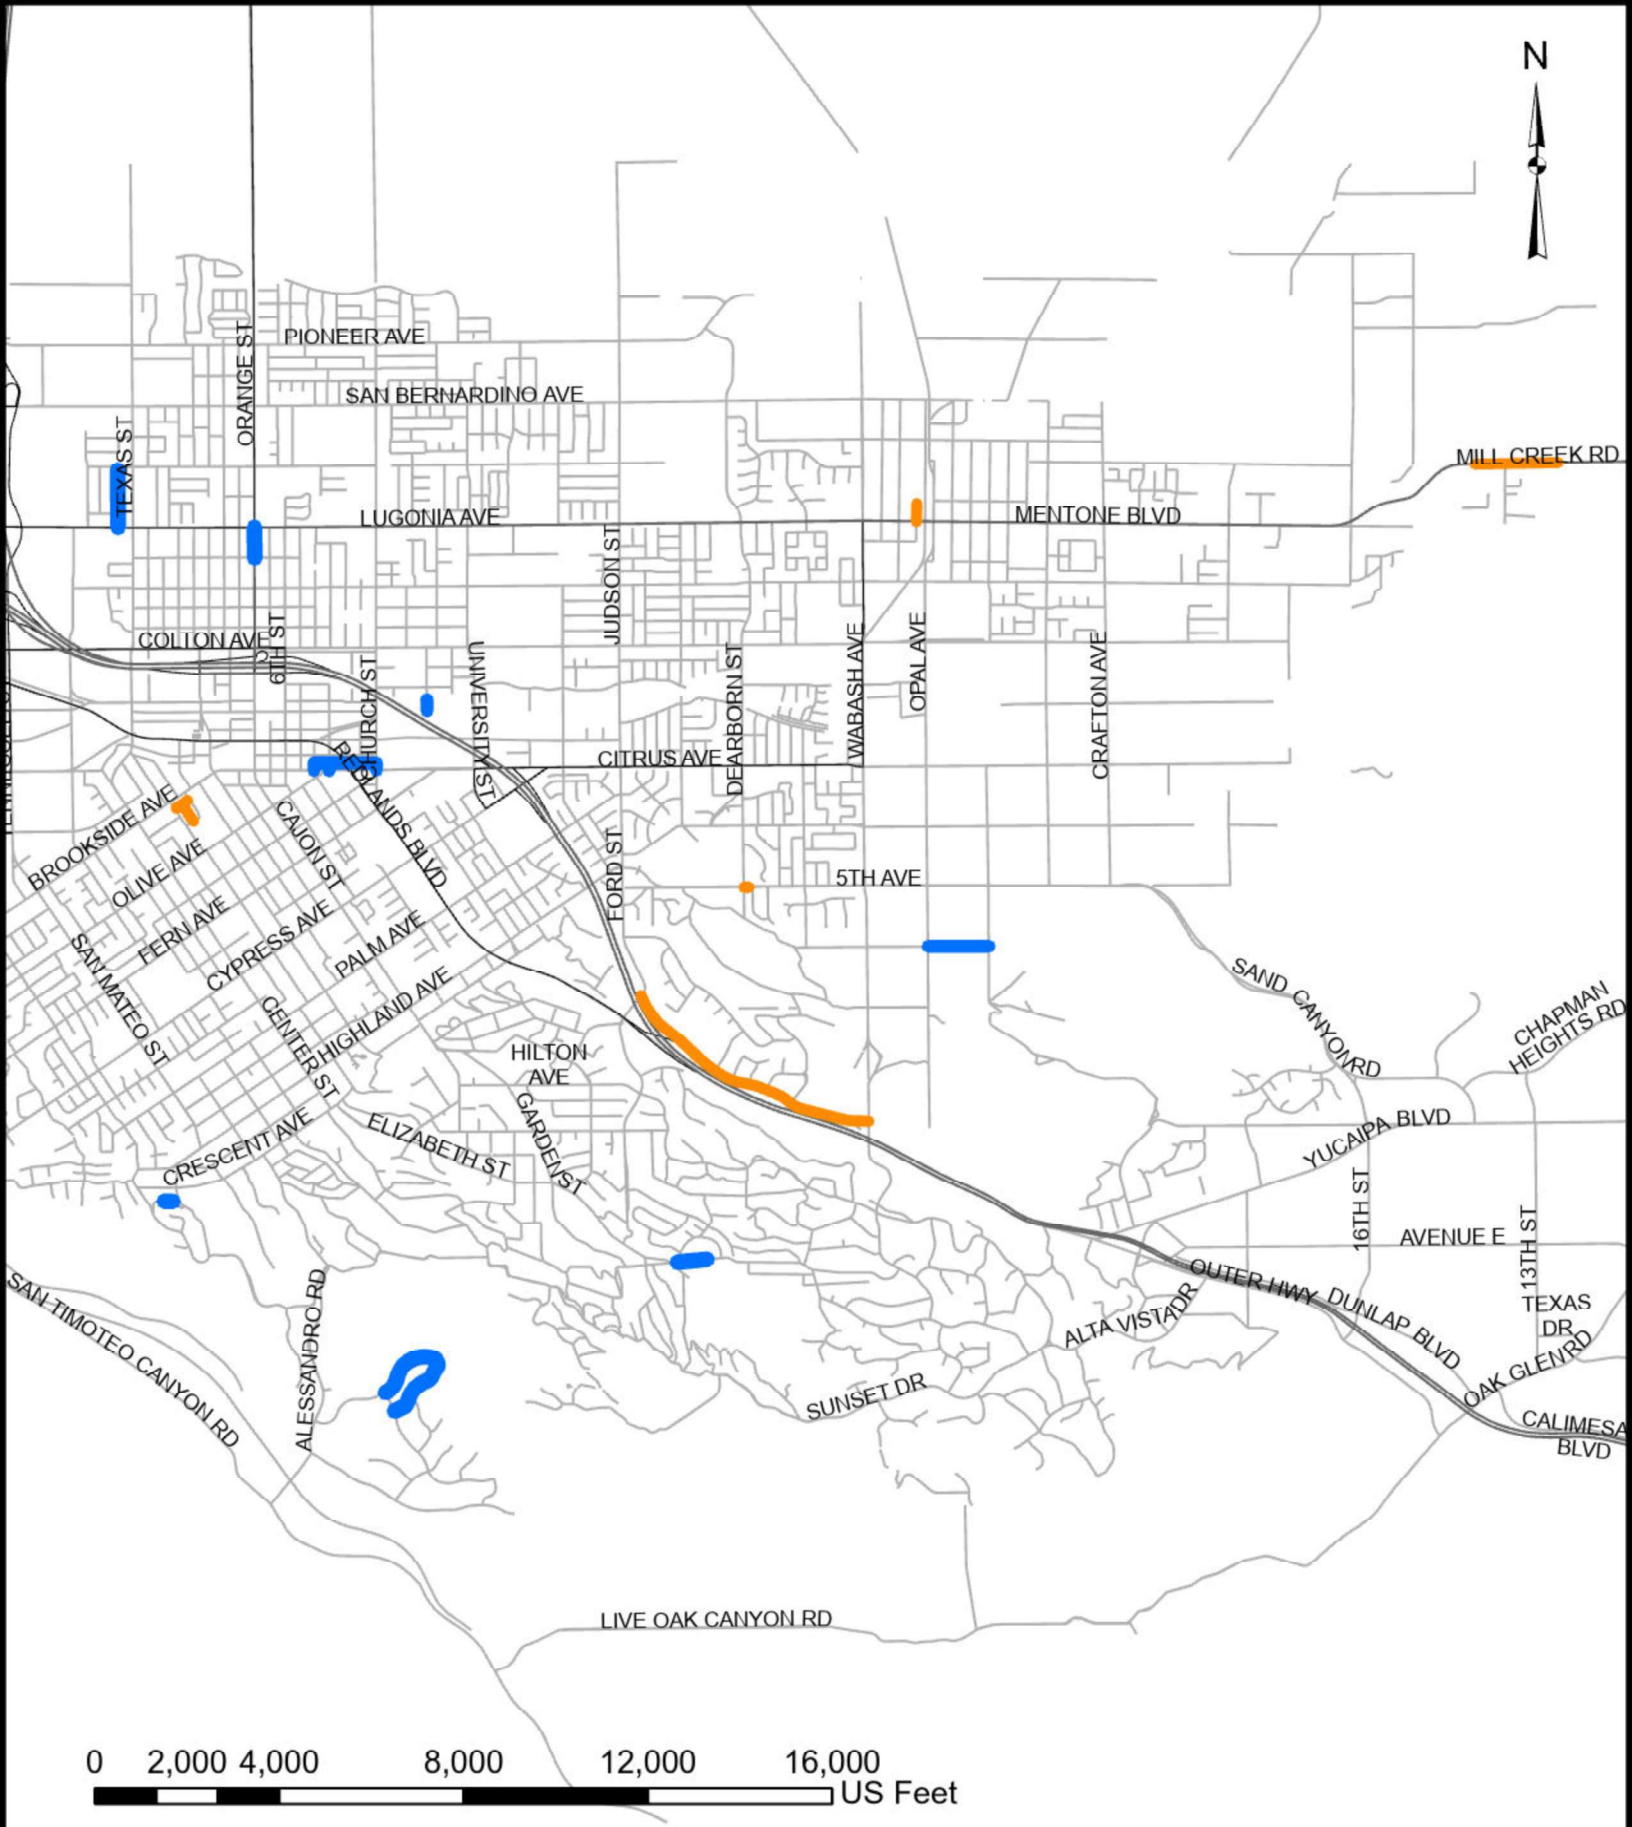 N
PIONEER AVE
ORANGE ST
SAN BERNARDINO AVE
TEXAS ST
MILL CREEK RD
LUGONIA AVE
MENTONE BLVD
JUDSON ST
COLTON AVE
6TH ST
CHURCH ST
UNIVERSITY ST
DEARBORN ST
WABASH AVE
OPAL AVE
CRAFTON AVE
CITRUS AVE
REDLANDS BLVD
BROOKSIDE AVE
CAJON ST
OLIVE AVE
FORD ST
5TH AVE
FERN AVE
CYPRESS AVE
PALM AVE
SAN MATEO ST
HIGHLAND AVE
CENTER ST
SAND CANYON RD
CHAPMAN
HEIGHTS RD
HILTON
AVE
GARDEN ST
ELIZABETH ST
CRESCENT AVE
YUCAIPA BLVD
16TH ST
13TH ST
AVENUE E
OUTER HWY
DUNLAP BLVD
ALTA VISTA DR
TEXAS
DR
OAK GLEN RD
CALIMESA
BLVD
SAN TIMOTEO CANYON RD
ALESSANDRO RD
SUNSET DR
LIVE OAK CANYON RD
0 2,000 4,000 8,000 12,000 16,000
US Feet